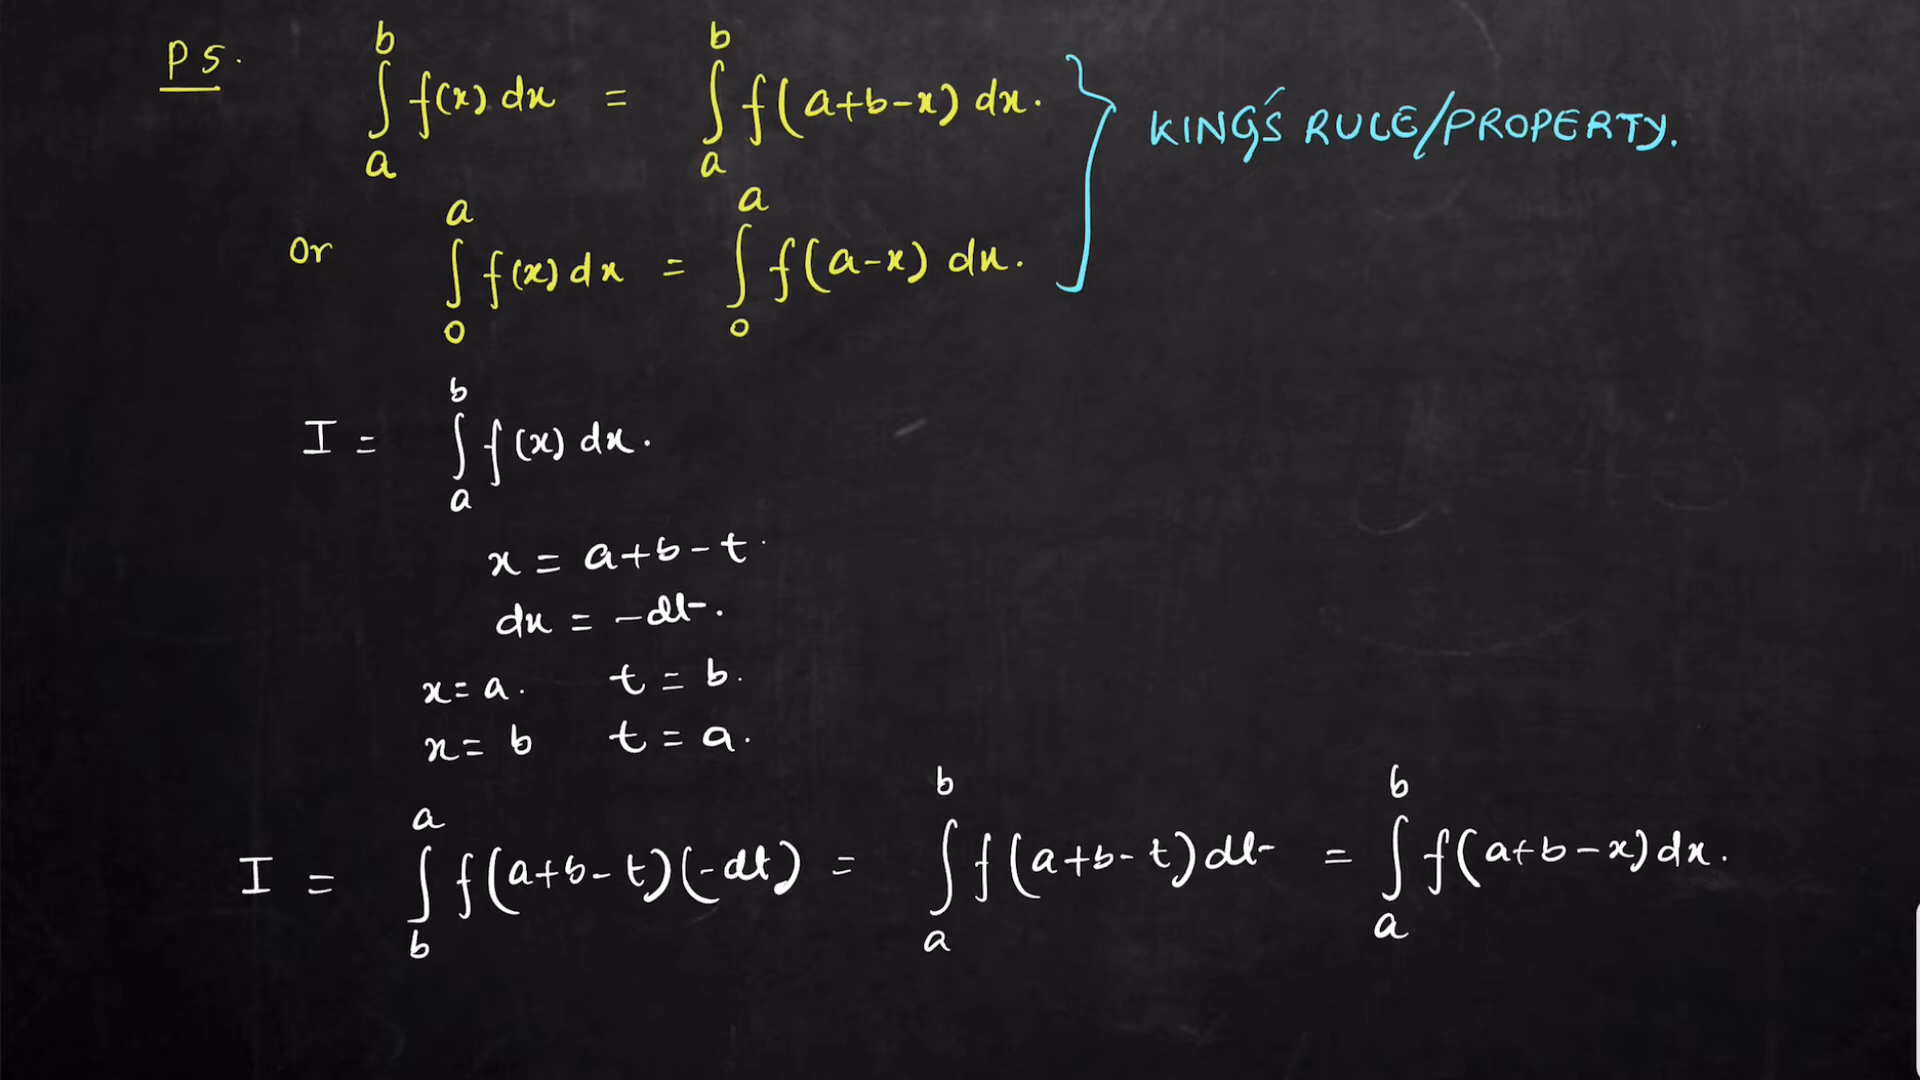 P5. ∫_a^b f(x) dx = ∫_a^b f(a+b-x) dx. KING'S RULE/PROPERTY.
or ∫_0^a f(x) dx = ∫_0^a f(a-x) dx.
I = ∫_a^b f(x) dx.
x = a+b-t.
dx = -dt.
x = a. t = b.
x = b t = a.
I = ∫_b^a f(a+b-t)(-dt) = ∫_a^b f(a+b-t) dt = ∫_a^b f(a+b-x) dx.